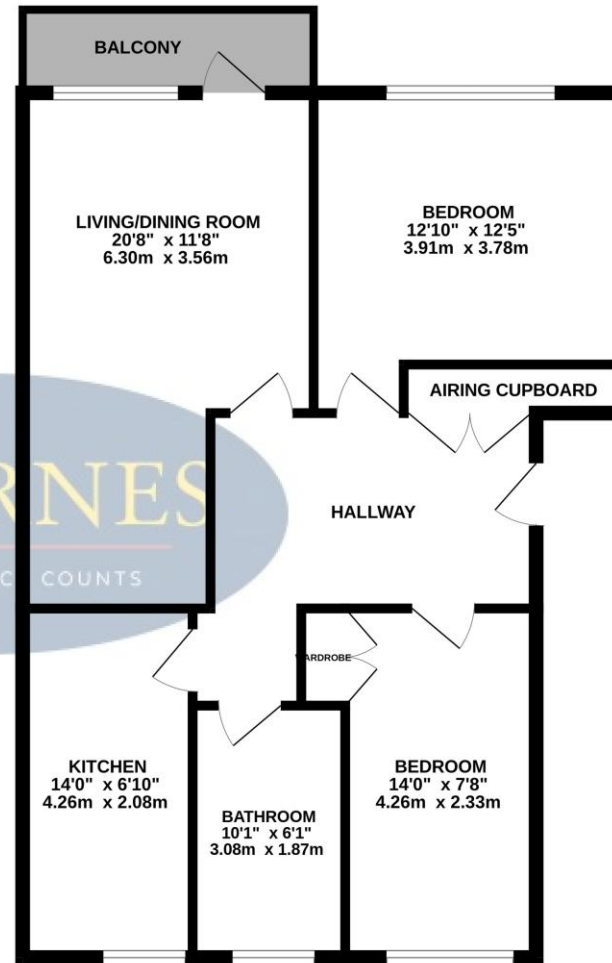 BALCONY
LIVING/DINING ROOM
20'8" x 11'8"
6.30m x 3.56m
BEDROOM
12'10" x 12'5"
3.91m x 3.78m
AIRING CUPBOARD
HALLWAY
COUNTS
KITCHEN
14'0" x 6'10"
4.26m x 2.08m
BATHROOM
10'1" x 6'1"
3.08m x 1.87m
BEDROOM
14'0" x 7'8"
4.26m x 2.33m